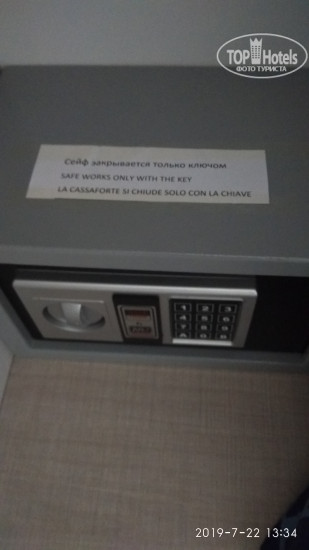 TOP Hotels
ФОТО ТУРИСТА
Сейф закрывается только ключом
SAFE WORKS ONLY WITH THE KEY
LA CASSAFORTE SI CHIUDE SOLO CON LA CHIAVE
2019-7-22 13:34